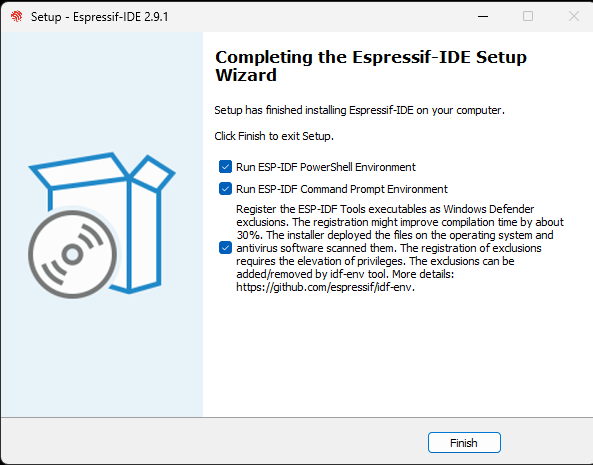 Setup - Espressif-IDE 2.9.1
Completing the Espressif-IDE Setup
Wizard
Setup has finished installing Espressif-IDE on your computer.
Click Finish to exit Setup.
Run ESP-IDF PowerShell Environment
Run ESP-IDF Command Prompt Environment
Register the ESP-IDF Tools executables as Windows Defender
exclusions. The registration might improve compilation time by about
30%. The installer deployed the files on the operating system and
antivirus software scanned them. The registration of exclusions
requires the elevation of privileges. The exclusions can be
added/removed by idf-env tool. More details:
https://github.com/espressif/idf-env.
Finish